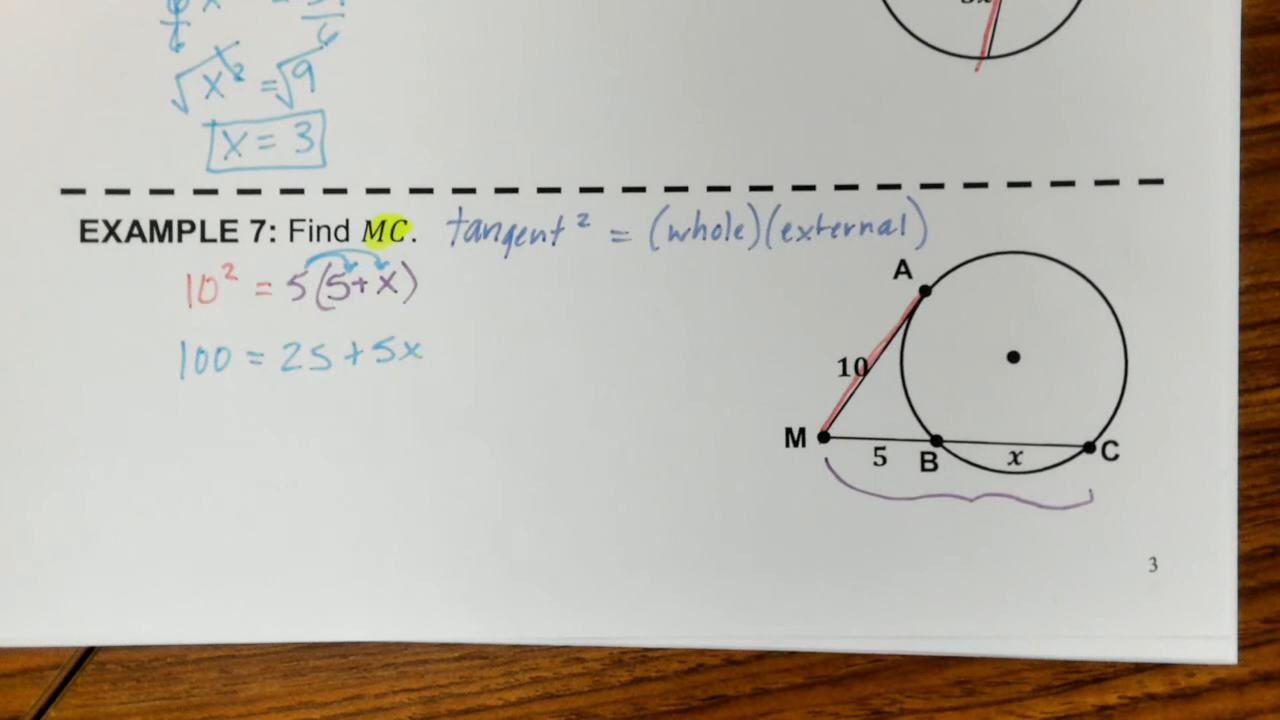 √x² = √9
x = 3
EXAMPLE 7: Find MC. tangent² = (whole)(external)
10² = 5(5+x)
100 = 25 + 5x
A
10
M
5 B x C
3